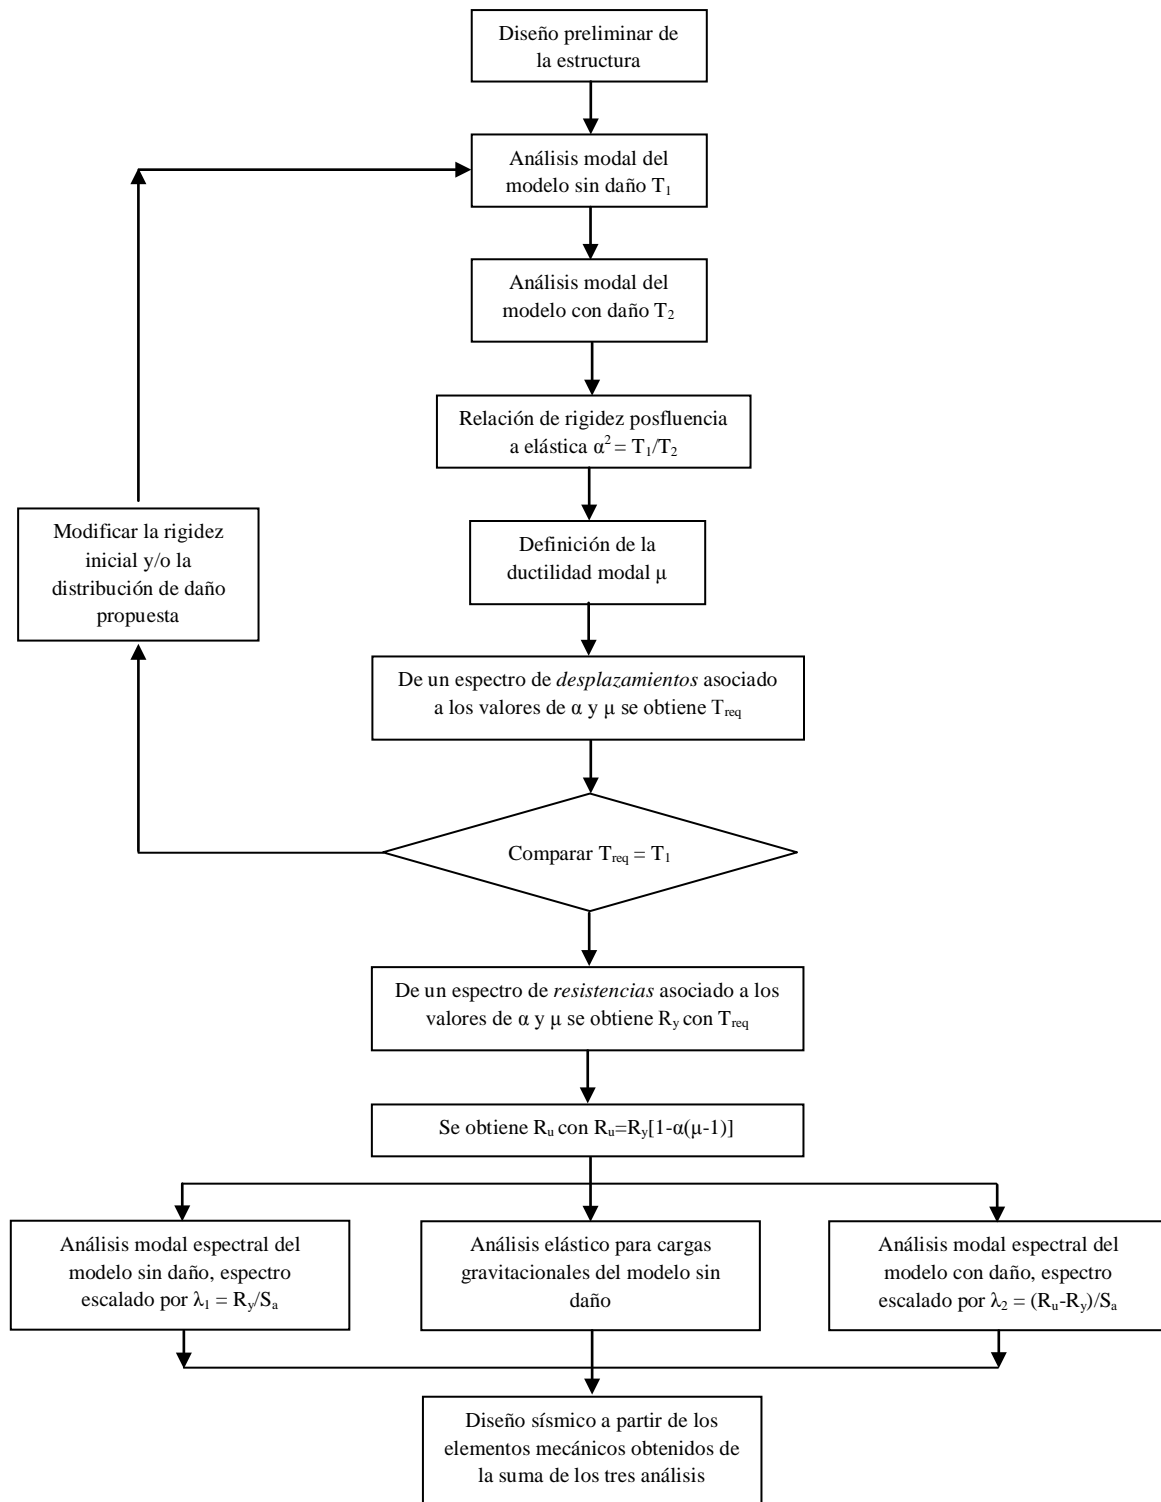 Diseño preliminar de
la estructura
Análisis modal del
modelo sin daño T₁
Análisis modal del
modelo con daño T₂
Relación de rigidez posfluencia
a elástica α² = T₁/T₂
Modificar la rigidez
inicial y/o la
distribución de daño
propuesta
Definición de la
ductilidad modal μ
De un espectro de desplazamientos asociado
a los valores de α y μ se obtiene Treq
Comparar Treq = T₁
De un espectro de resistencias asociado a los
valores de α y μ se obtiene Ry con Treq
Se obtiene Ru con Ru=Ry[1-α(μ-1)]
Análisis modal espectral del
modelo sin daño, espectro
escalado por λ₁ = Ry/Sa
Análisis elástico para cargas
gravitacionales del modelo sin
daño
Análisis modal espectral del
modelo con daño, espectro
escalado por λ₂ = (Ru-Ry)/Sa
Diseño sísmico a partir de los
elementos mecánicos obtenidos de
la suma de los tres análisis